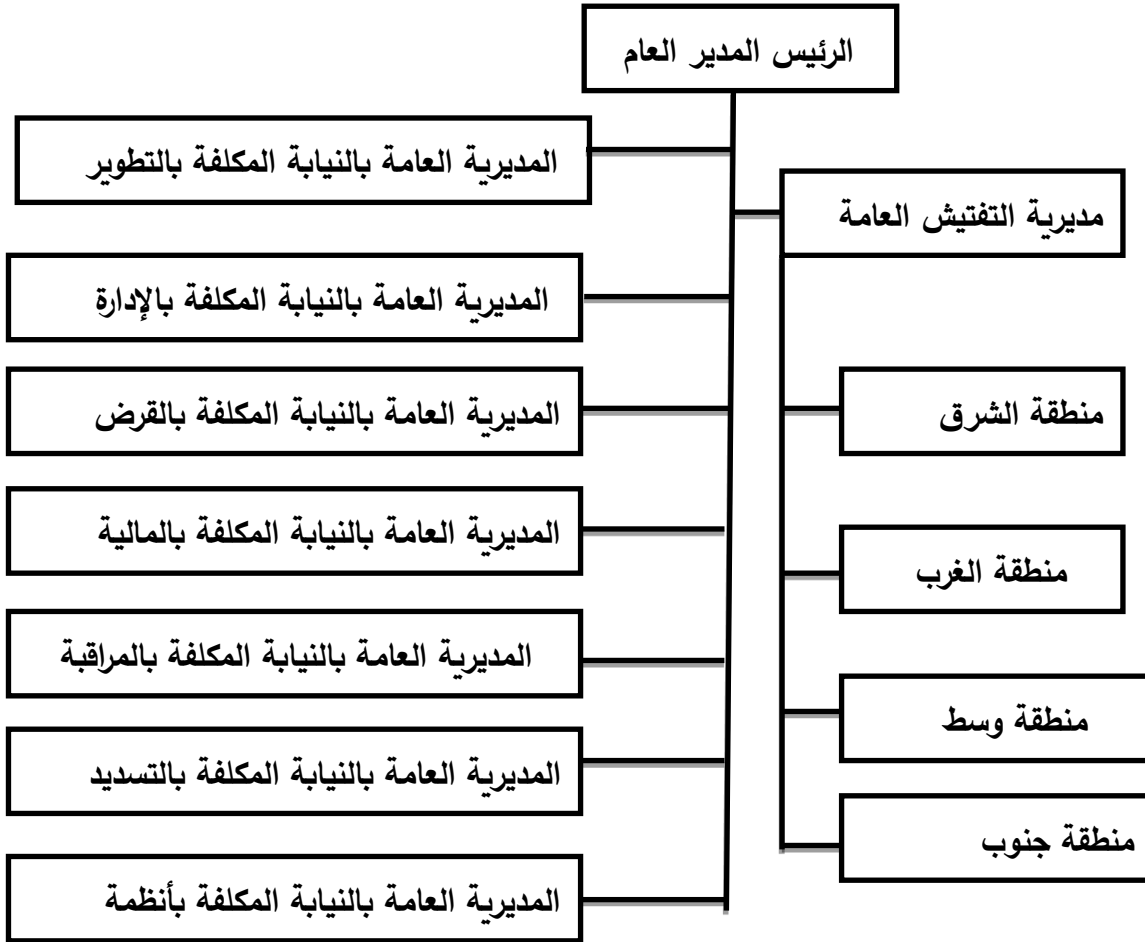 الرئيس المدير العام
المديرية العامة بالنيابة المكلفة بالتطوير
مديرية التفتيش العامة
المديرية العامة بالنيابة المكلفة بالإدارة
المديرية العامة بالنيابة المكلفة بالقرض
منطقة الشرق
المديرية العامة بالنيابة المكلفة بالمالية
منطقة الغرب
المديرية العامة بالنيابة المكلفة بالمراقبة
منطقة وسط
المديرية العامة بالنيابة المكلفة بالتسديد
منطقة جنوب
المديرية العامة بالنيابة المكلفة بأنظمة